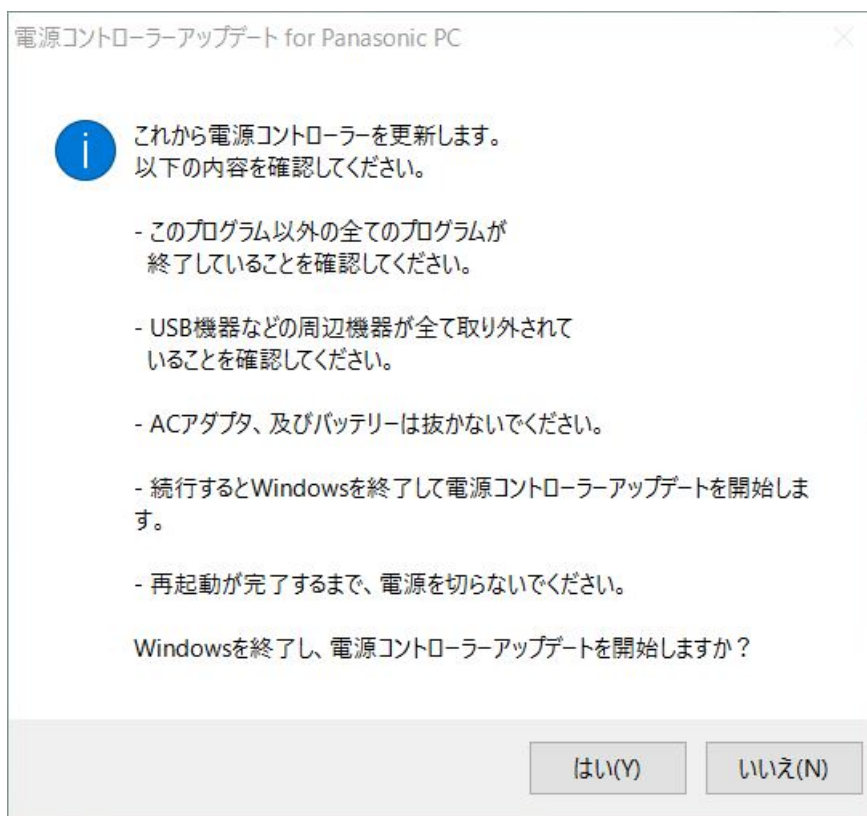 電源コントローラーアップデート for Panasonic PC
これから電源コントローラーを更新します。
以下の内容を確認してください。
- このプログラム以外の全てのプログラムが
終了していることを確認してください。
- USB機器などの周辺機器が全て取り外されて
いることを確認してください。
- ACアダプタ、及びバッテリーは抜かないでください。
- 続行するとWindowsを終了して電源コントローラーアップデートを開始しま
す。
- 再起動が完了するまで、電源を切らないでください。
Windowsを終了し、電源コントローラーアップデートを開始しますか？
はい(Y)
いいえ(N)